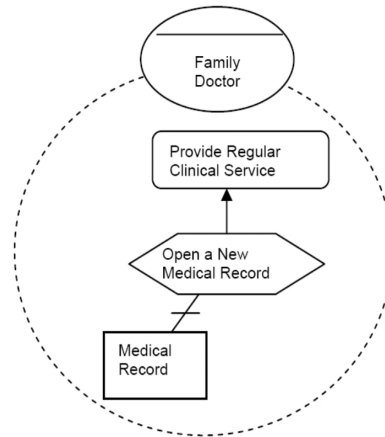 Family
Doctor
Provide Regular
Clinical Service
Open a New
Medical Record
Medical
Record